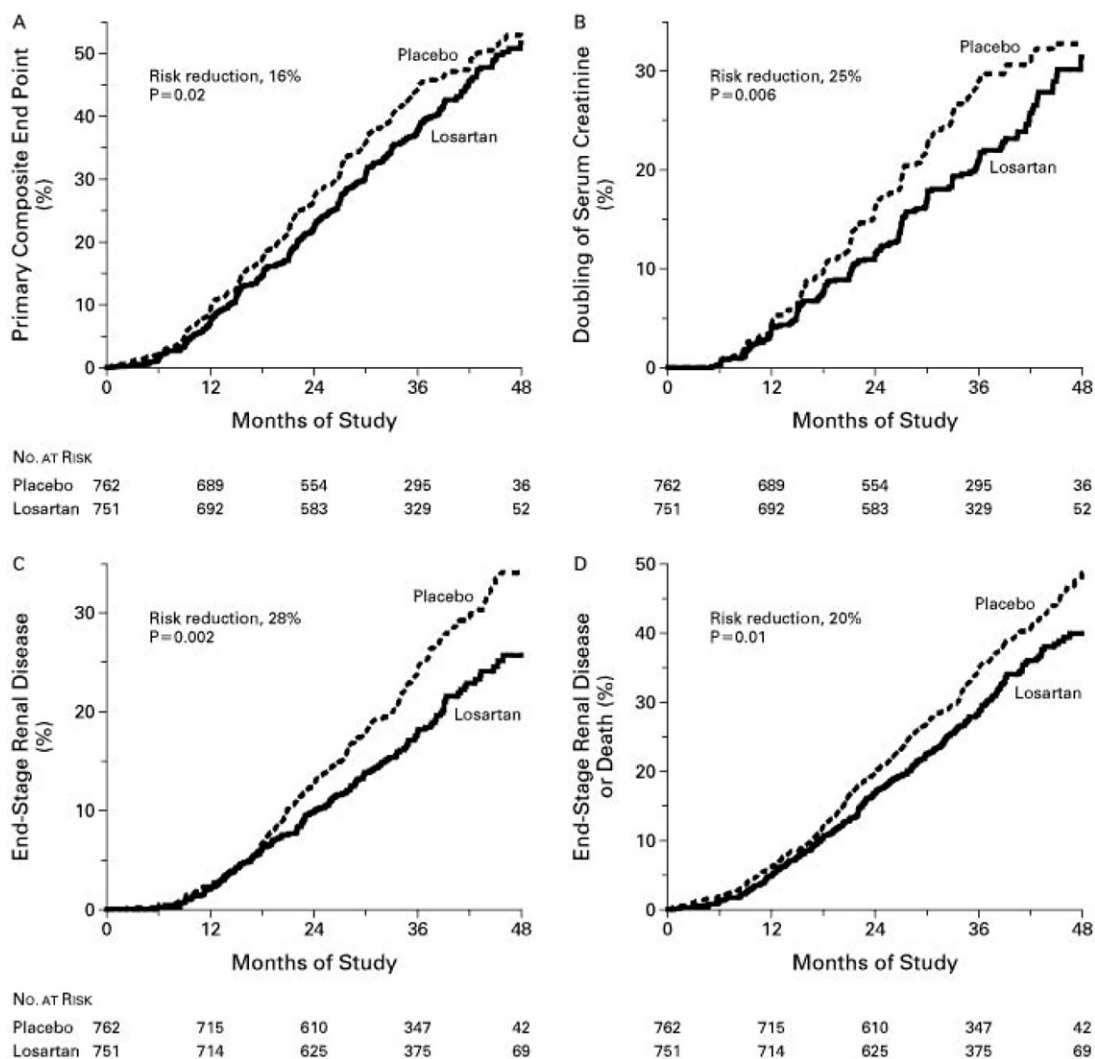 A
Primary Composite End Point
(%)
50
40
30
20
10
0
Placebo
Risk reduction, 16%
P=0.02
Losartan
0 12 24 36 48
Months of Study
B
Doubling of Serum Creatinine
(%)
30
20
10
0
Placebo
Risk reduction, 25%
P=0.006
Losartan
0 12 24 36 48
Months of Study
NO. AT RISK
Placebo 762 689 554 295 36
Losartan 751 692 583 329 52
762 689 554 295 36
751 692 583 329 52
C
End-Stage Renal Disease
(%)
30
20
10
0
Placebo
Risk reduction, 28%
P=0.002
Losartan
0 12 24 36 48
Months of Study
D
End-Stage Renal Disease
or Death (%)
50
40
30
20
10
0
Placebo
Risk reduction, 20%
P=0.01
Losartan
0 12 24 36 48
Months of Study
NO. AT RISK
Placebo 762 715 610 347 42
Losartan 751 714 625 375 69
762 715 610 347 42
751 714 625 375 69